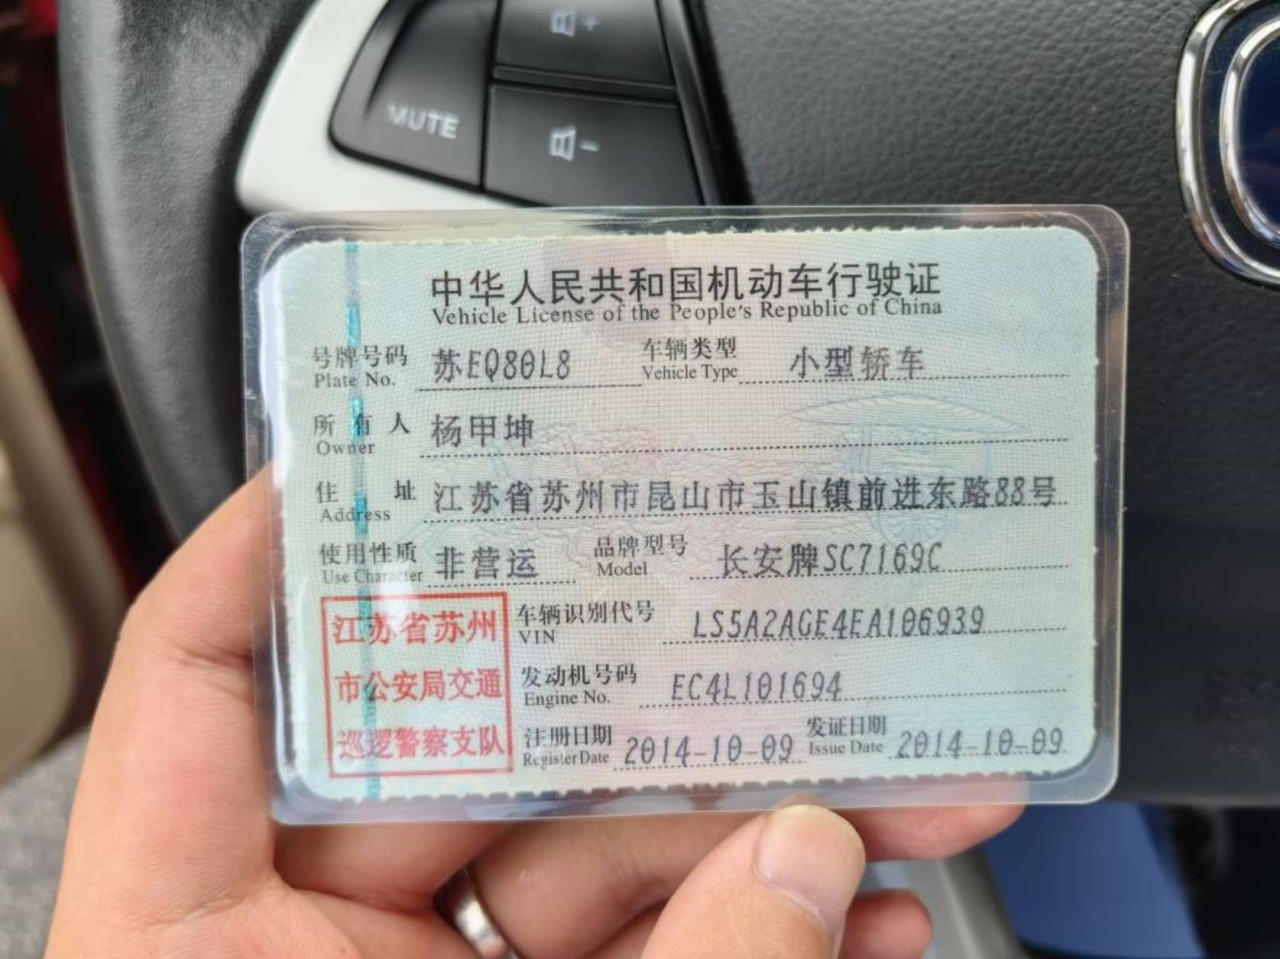 MUTE
中华人民共和国机动车行驶证
Vehicle License of the People's Republic of China
号牌号码 苏EQ80L8 车辆类型 小型轿车
Plate No. Vehicle Type
所有人 杨甲坤
Owner
住址 江苏省苏州市昆山市玉山镇前进东路88号
Address
使用性质 非营运 品牌型号 长安牌SC7169C
Use Character Model
江苏省苏州 车辆识别代号 LS5A2AGE4EA106939
VIN
市公安局交通 发动机号码 EC4L101694
Engine No.
巡逻警察支队 注册日期 2014-10-09 发证日期 2014-10-09
Register Date Issue Date